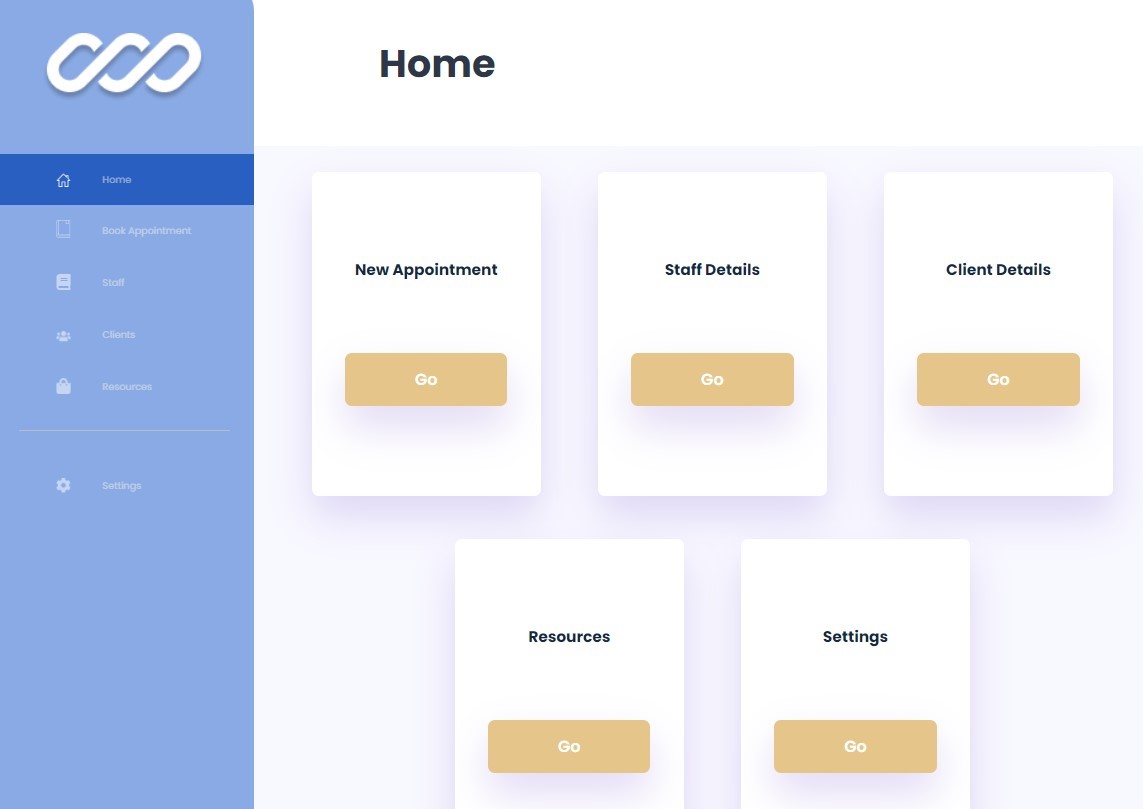 Home
Home
Book Appointment
Staff
Clients
Resources
Settings
New Appointment
Go
Staff Details
Go
Client Details
Go
Resources
Go
Settings
Go